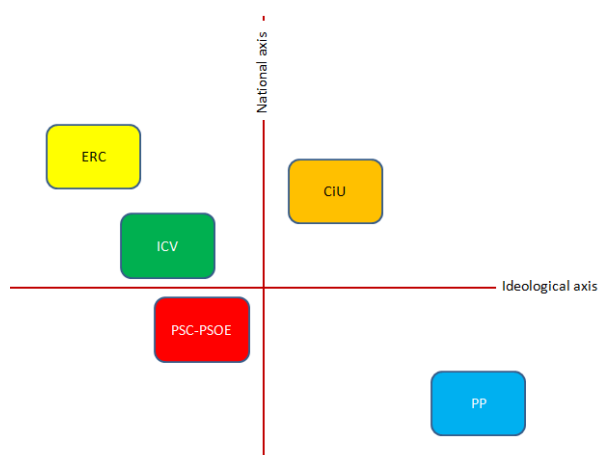 National axis
ERC
CiU
ICV
Ideological axis
PSC-PSOE
PP